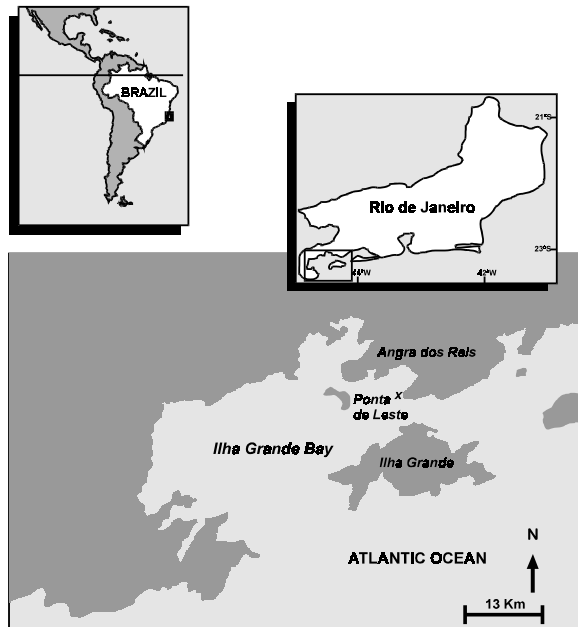 BRAZIL
21°S
Rio de Janeiro
23°S
44°W
42°W
Angra dos Reis
Ponta x
de Leste
Ilha Grande Bay
Ilha Grande
N
ATLANTIC OCEAN
13 Km